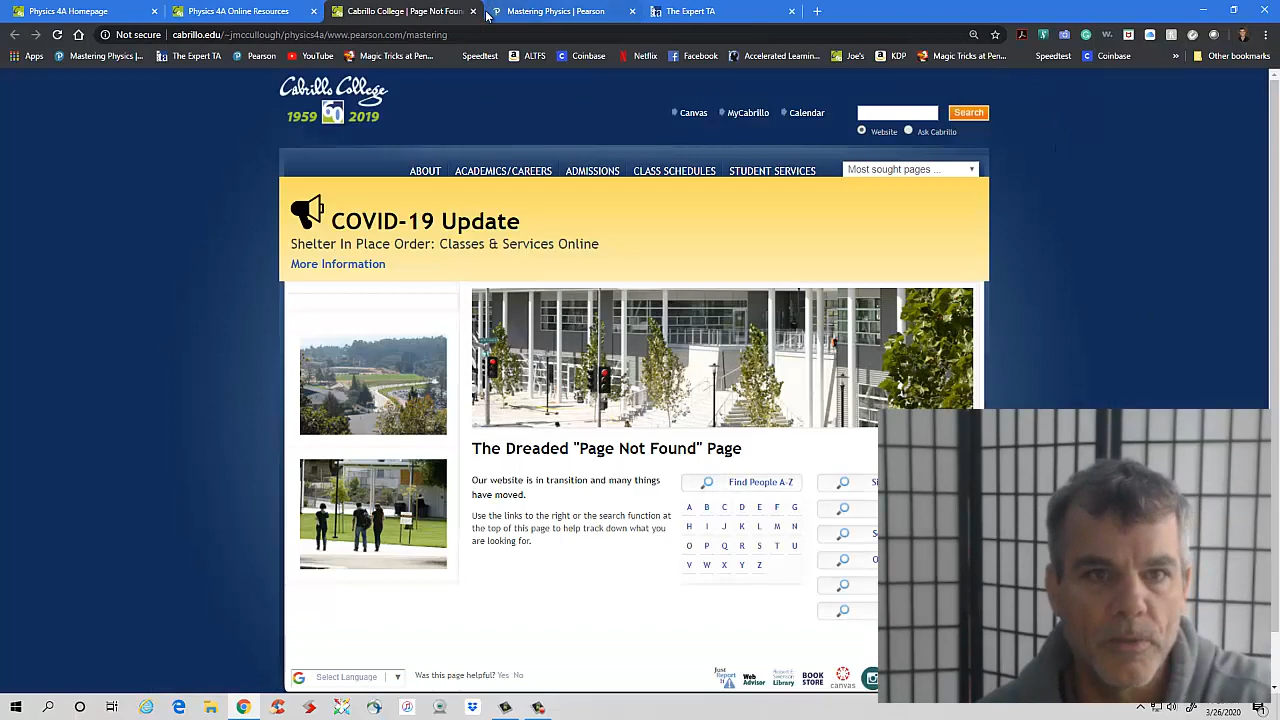 Physics 4A Homepage
Physics 4A Online Resources
Cabrillo College | Page Not Foun
Mastering Physics | Pearson
The Expert TA
Not secure
cabrillo.edu/~jmccullough/physics4a/www.pearson.com/mastering
Apps
Mastering Physics |...
The Expert TA
Pearson
YouTube
Magic Tricks at Pen...
Speedtest
ALTFS
Coinbase
Netflix
Facebook
Accelerated Learnin...
Joe's
KDP
Magic Tricks at Pen...
Speedtest
Coinbase
»
Other bookmarks
Cabrillo College
1959 60 2019
Canvas
MyCabrillo
Calendar
Search
Website
Ask Cabrillo
ABOUT
ACADEMICS/CAREERS
ADMISSIONS
CLASS SCHEDULES
STUDENT SERVICES
Most sought pages ...
COVID-19 Update
Shelter In Place Order: Classes & Services Online
More Information
The Dreaded "Page Not Found" Page
Our website is in transition and many things
have moved.
Use the links to the right or the search function at
the top of this page to help track down what you
are looking for.
Find People A-Z
A B C D E F G
H I J K L M N
O P Q R S T U
V W X Y Z
Select Language
Was this page helpful? Yes No
Just
Report
It
Web
Advisor
Library
BOOK
STORE
canvas
3/26/2020